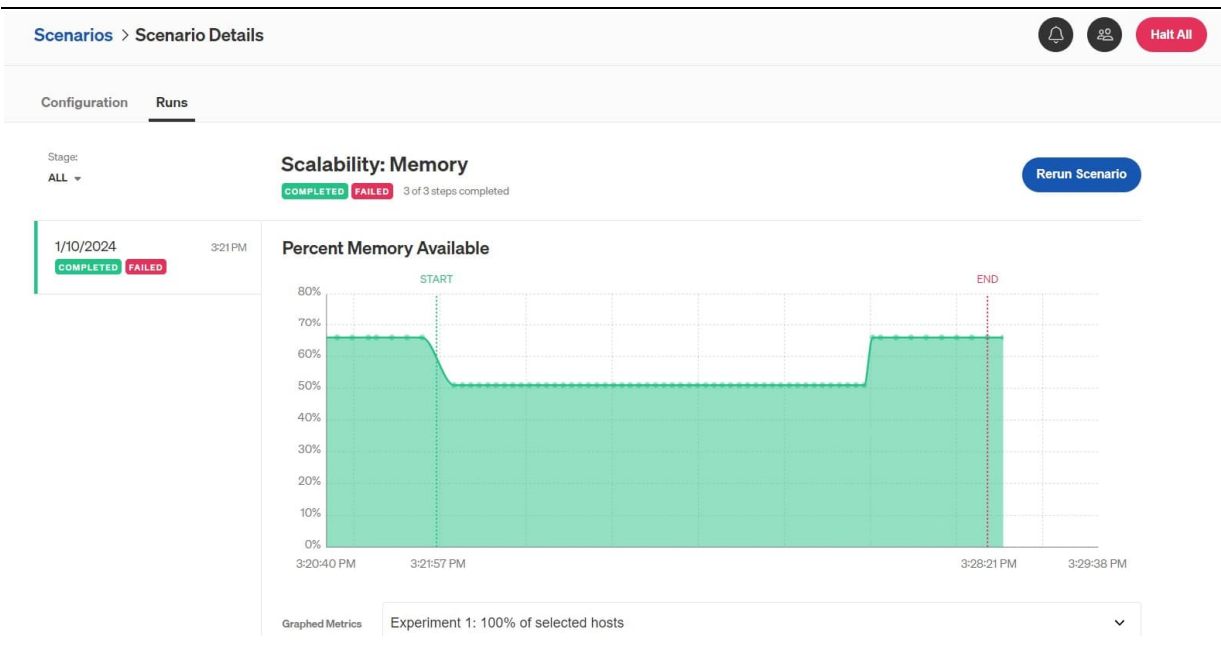 Scenarios > Scenario Details
Halt All
Configuration Runs
Stage:
ALL
Scalability: Memory
COMPLETED FAILED 3 of 3 steps completed
Rerun Scenario
1/10/2024 3:21 PM
COMPLETED FAILED
Percent Memory Available
START END
80%
70%
60%
50%
40%
30%
20%
10%
0%
3:20:40 PM 3:21:57 PM 3:28:21 PM 3:29:38 PM
Graphed Metrics Experiment 1: 100% of selected hosts